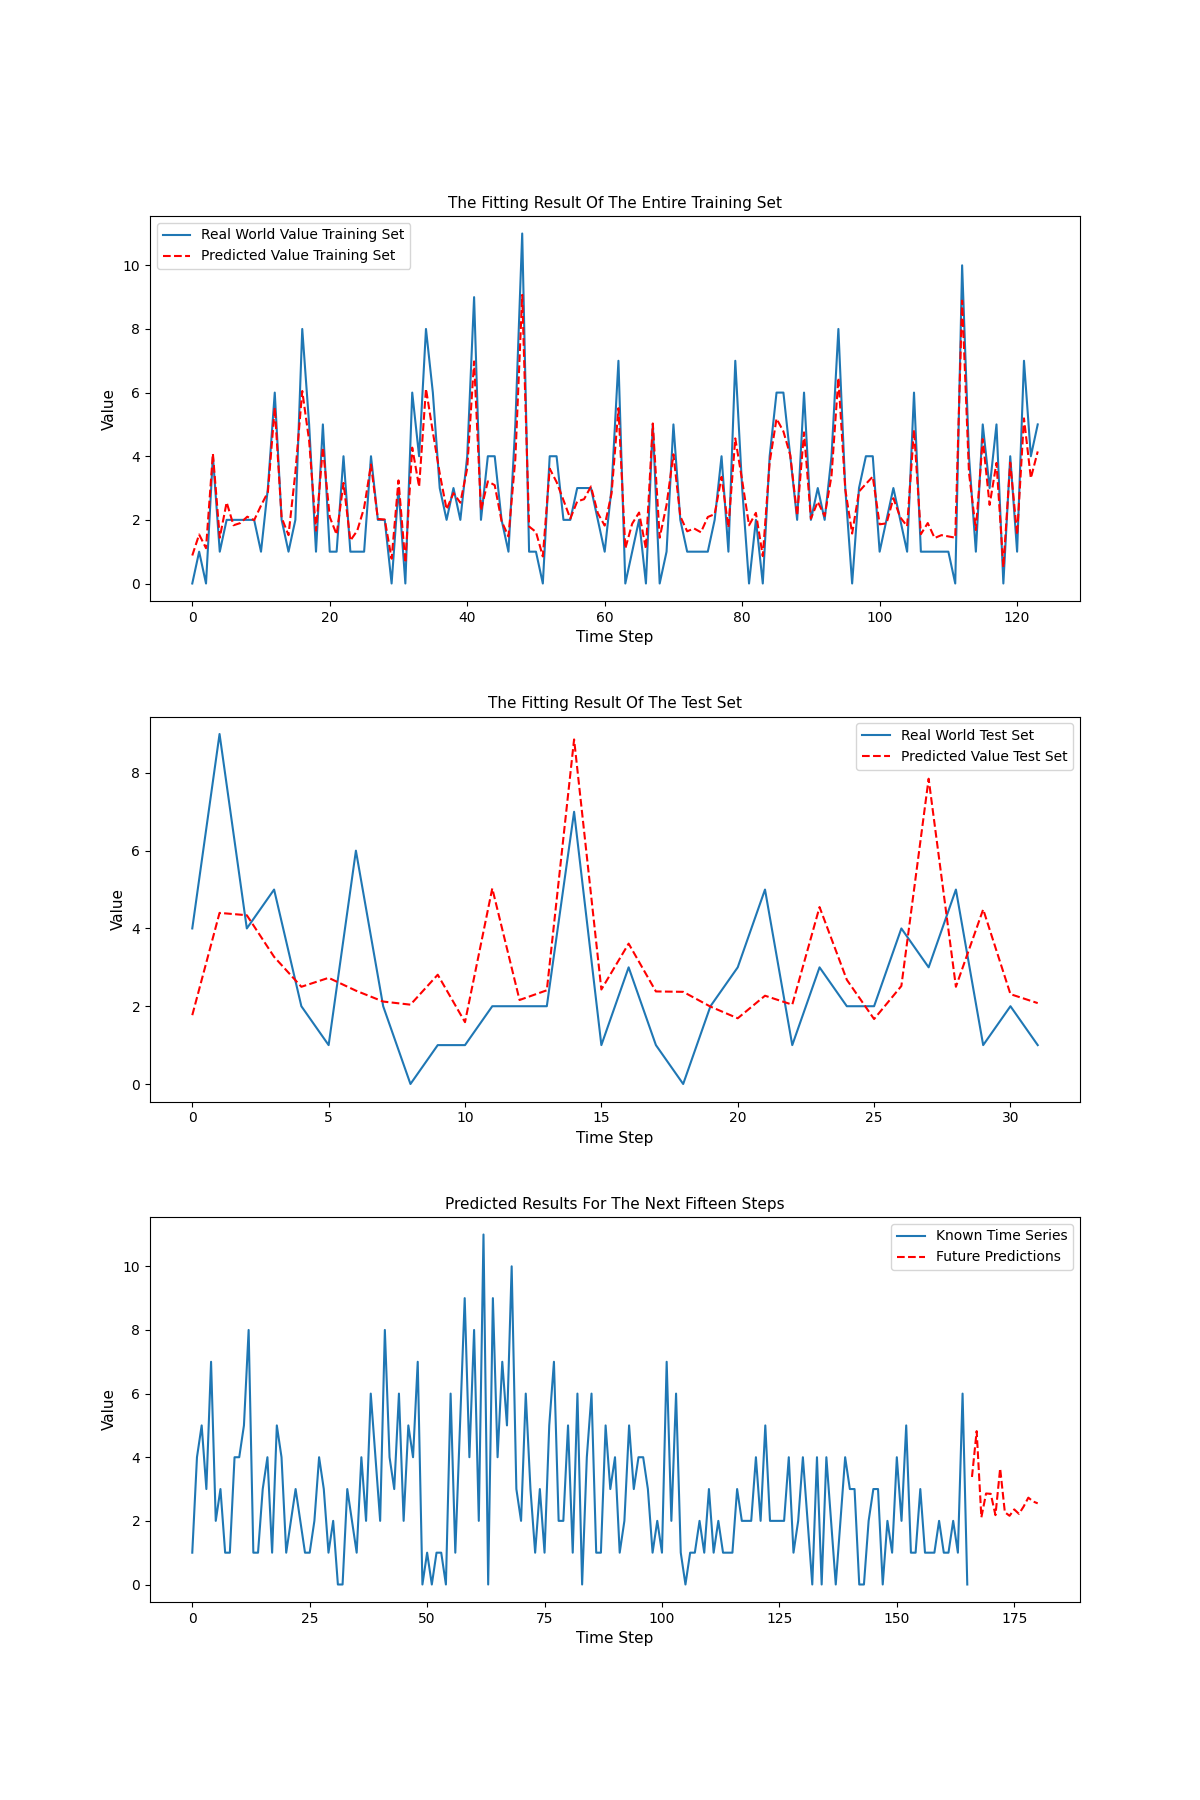 The Fitting Result Of The Entire Training Set
Real World Value Training Set
Predicted Value Training Set
Value
10
8
6
4
2
0
0 20 40 60 80 100 120
Time Step
The Fitting Result Of The Test Set
Real World Test Set
Predicted Value Test Set
Value
8
6
4
2
0
0 5 10 15 20 25 30
Time Step
Predicted Results For The Next Fifteen Steps
Known Time Series
Future Predictions
Value
10
8
6
4
2
0
0 25 50 75 100 125 150 175
Time Step